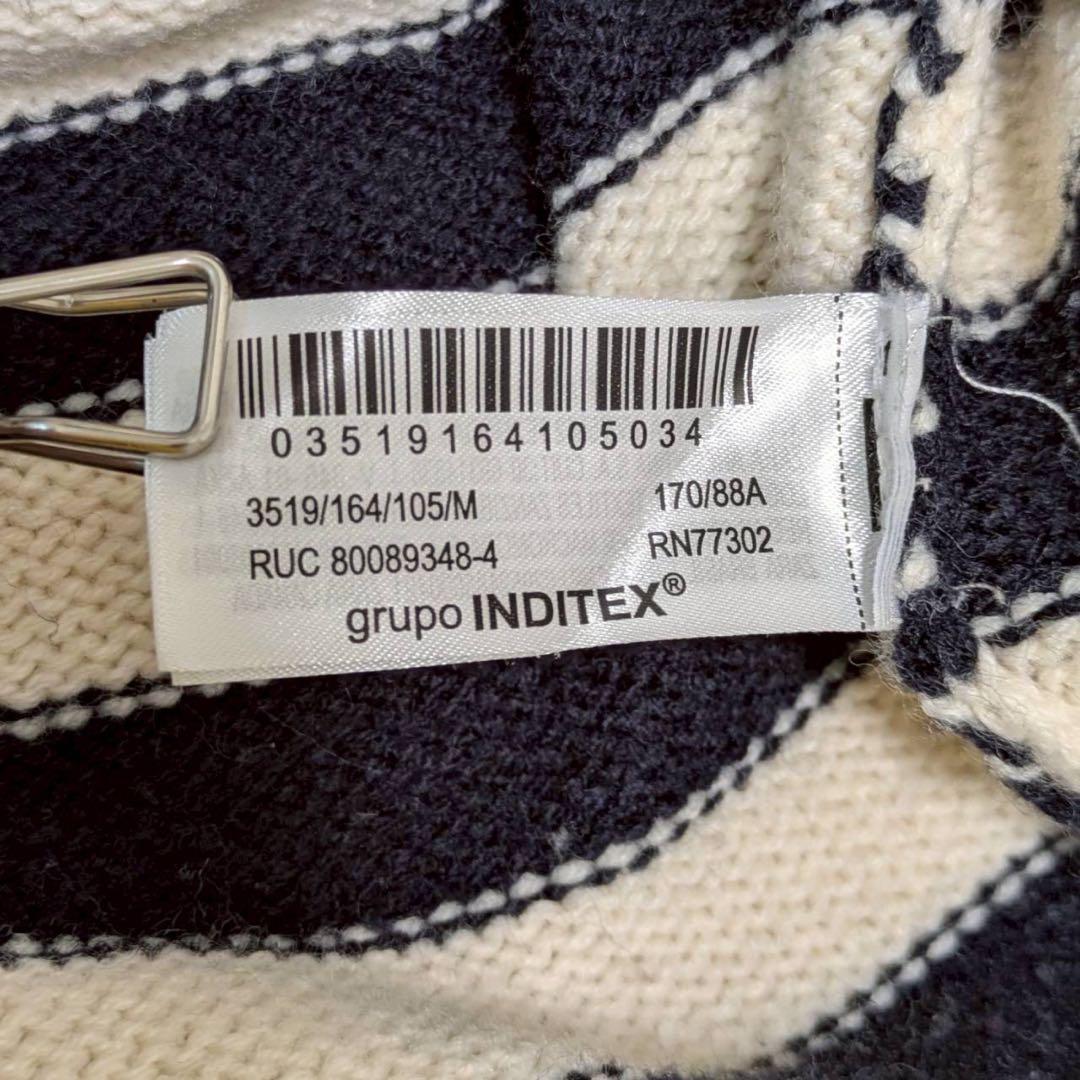 03519164105034
3519/164/105/M 170/88A
RUC 80089348-4 RN77302
grupo INDITEX®